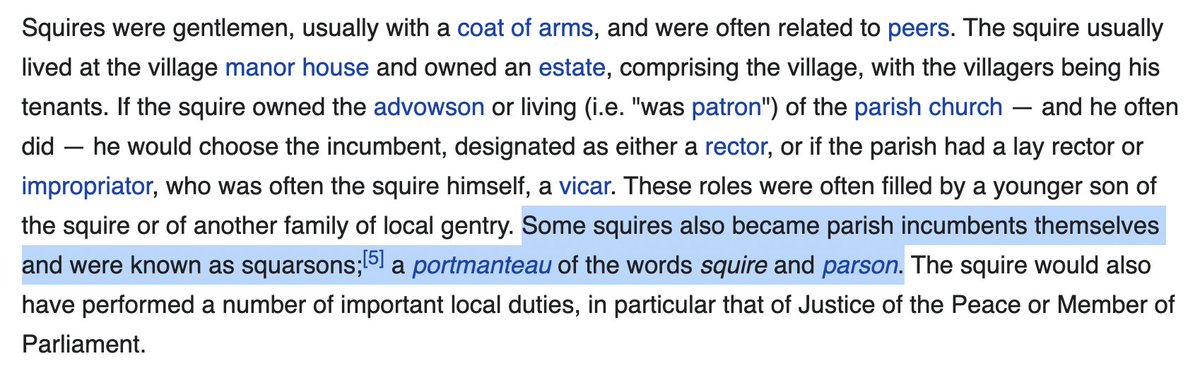 Squires were gentlemen, usually with a coat of arms, and were often related to peers. The squire usually
lived at the village manor house and owned an estate, comprising the village, with the villagers being his
tenants. If the squire owned the advowson or living (i.e. "was patron") of the parish church — and he often
did — he would choose the incumbent, designated as either a rector, or if the parish had a lay rector or
impropriator, who was often the squire himself, a vicar. These roles were often filled by a younger son of
the squire or of another family of local gentry. Some squires also became parish incumbents themselves
and were known as squarsons;[5] a portmanteau of the words squire and parson. The squire would also
have performed a number of important local duties, in particular that of Justice of the Peace or Member of
Parliament.